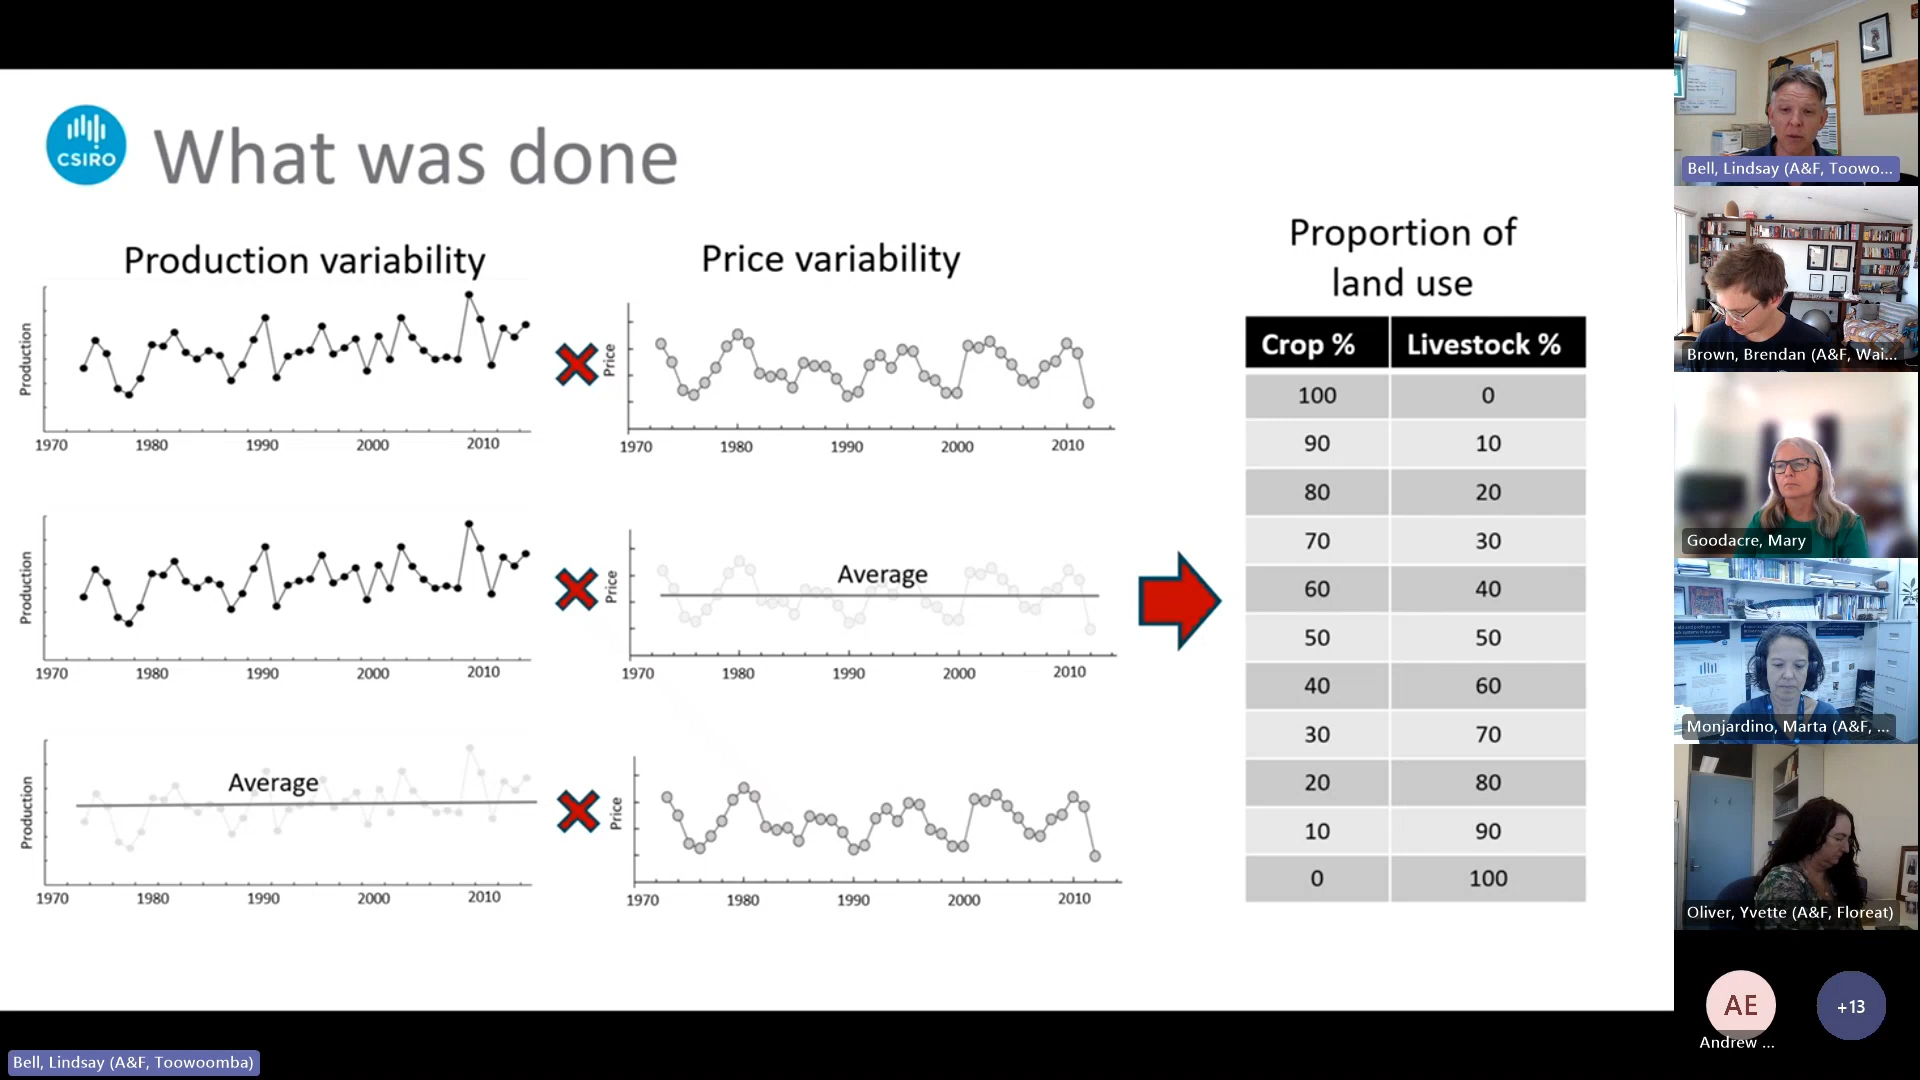 CSIRO
What was done
Production variability
Price variability
Proportion of
land use
Production
1970 1980 1990 2000 2010
Price
1970 1980 1990 2000 2010
Production
1970 1980 1990 2000 2010
Price
Average
1970 1980 1990 2000 2010
Production
Average
1970 1980 1990 2000 2010
Price
1970 1980 1990 2000 2010
Crop % Livestock %
100 0
90 10
80 20
70 30
60 40
50 50
40 60
30 70
20 80
10 90
0 100
Bell, Lindsay (A&F, Toowo...
Brown, Brendan (A&F, Wai...
Goodacre, Mary
Monjardino, Marta (A&F, ...
Oliver, Yvette (A&F, Floreat)
AE
+13
Andrew ...
Bell, Lindsay (A&F, Toowoomba)